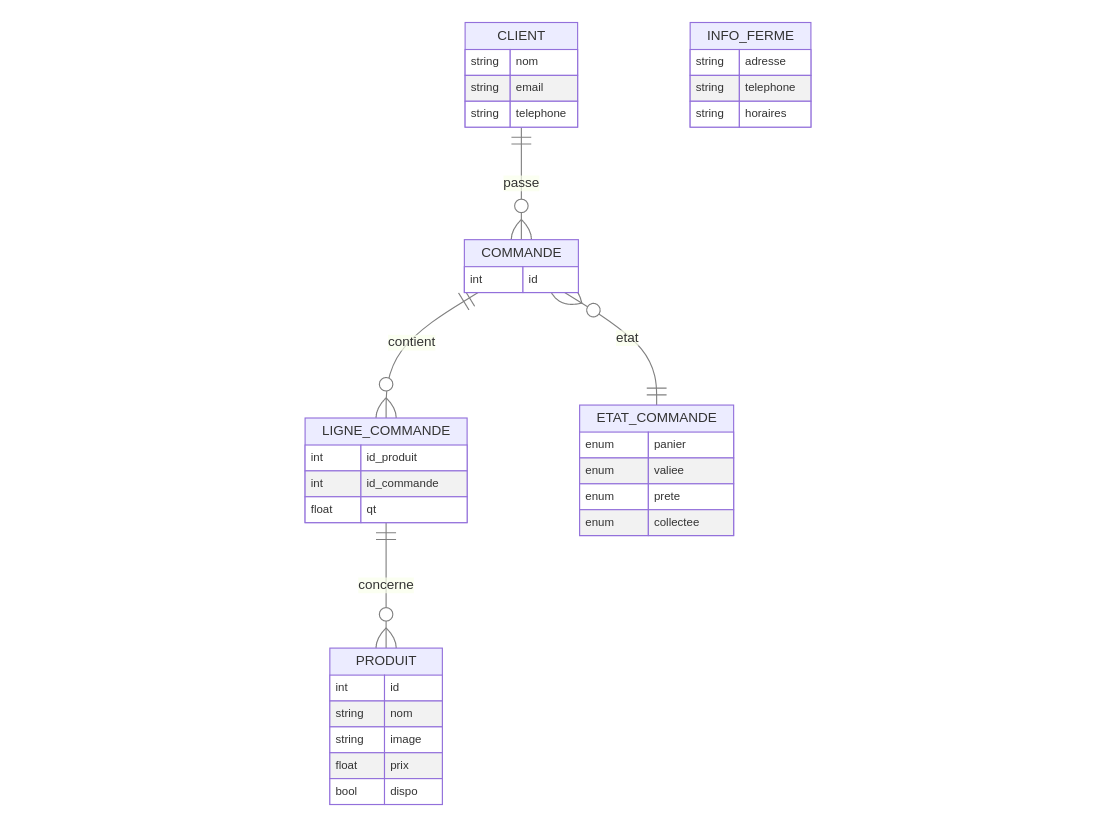 CLIENT
string nom
string email
string telephone
INFO_FERME
string adresse
string telephone
string horaires
passe
COMMANDE
int id
contient
etat
LIGNE_COMMANDE
int id_produit
int id_commande
float qt
ETAT_COMMANDE
enum panier
enum valiee
enum prete
enum collectee
concerne
PRODUIT
int id
string nom
string image
float prix
bool dispo